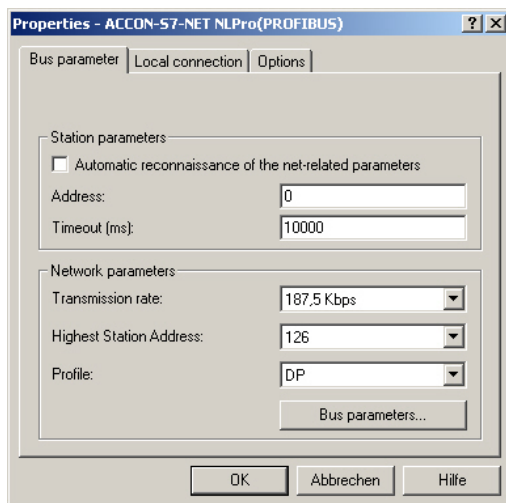 Properties - ACCON-S7-NET NLPro(PROFIBUS)
Bus parameter Local connection Options
Station parameters
Automatic reconnaissance of the net-related parameters
Address: 0
Timeout (ms): 10000
Network parameters
Transmission rate: 187,5 Kbps
Highest Station Address: 126
Profile: DP
Bus parameters...
OK Abbrechen Hilfe